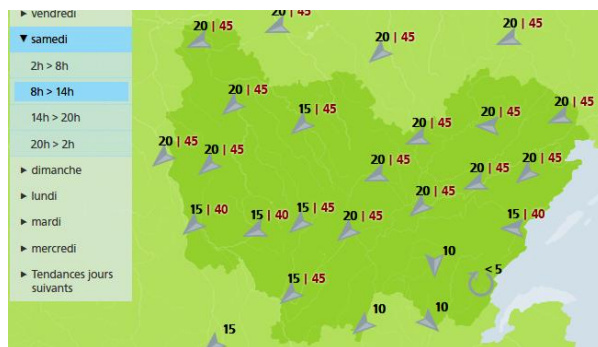 vendredi
20 | 45
20 | 45
20 | 45
20 | 45
samedi
2h > 8h
8h > 14h
20 | 45
15 | 45
20 | 45
20 | 45
20 | 45
14h > 20h
20h > 2h
20 | 45
20 | 45
20 | 45
20 | 45
20 | 45
dimanche
lundi
20 | 45
15 | 40
15 | 40
15 | 45
20 | 45
15 | 40
mardi
mercredi
10
Tendances jours
suivants
< 5
15 | 45
10
10
15